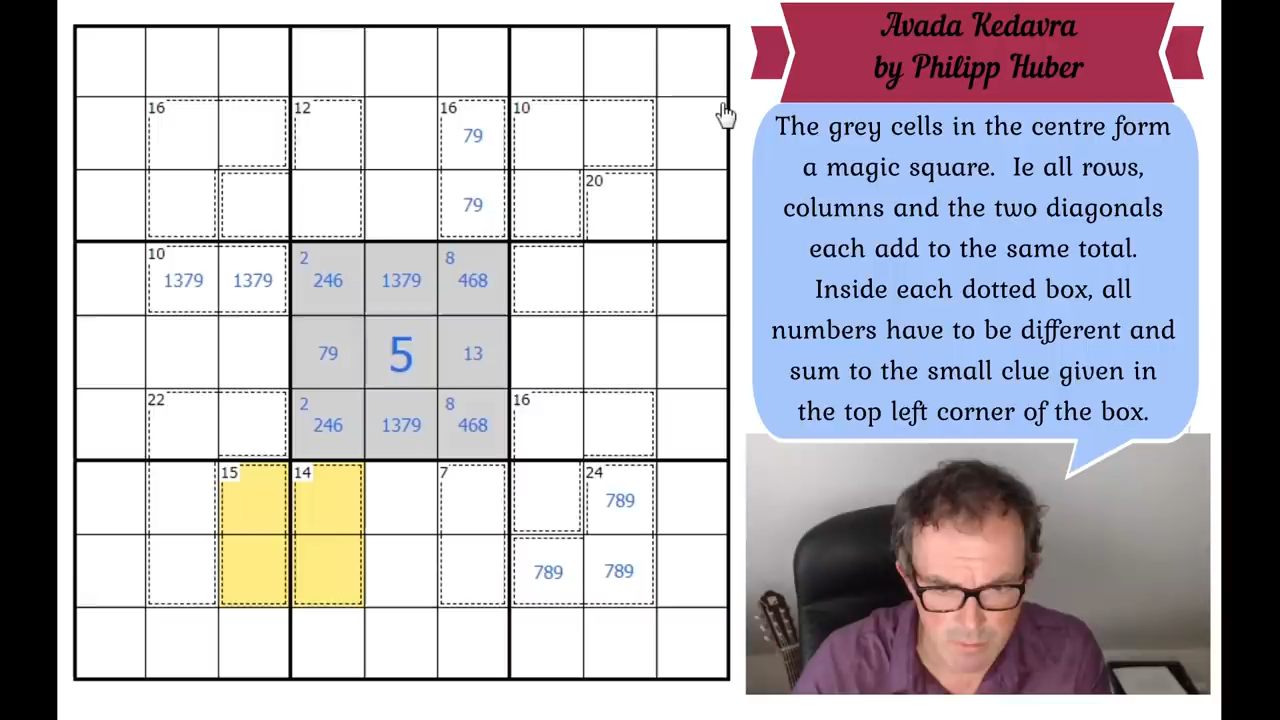 Avada Kedavra
by Philipp Huber
The grey cells in the centre form
a magic square. Ie all rows,
columns and the two diagonals
each add to the same total.
Inside each dotted box, all
numbers have to be different and
sum to the small clue given in
the top left corner of the box.
16 12 16 10
79
20
79
10 2 8
1379 1379 246 1379 468
79 5 13
22 2 8 16
246 1379 468
15 14 7 24
789
789 789